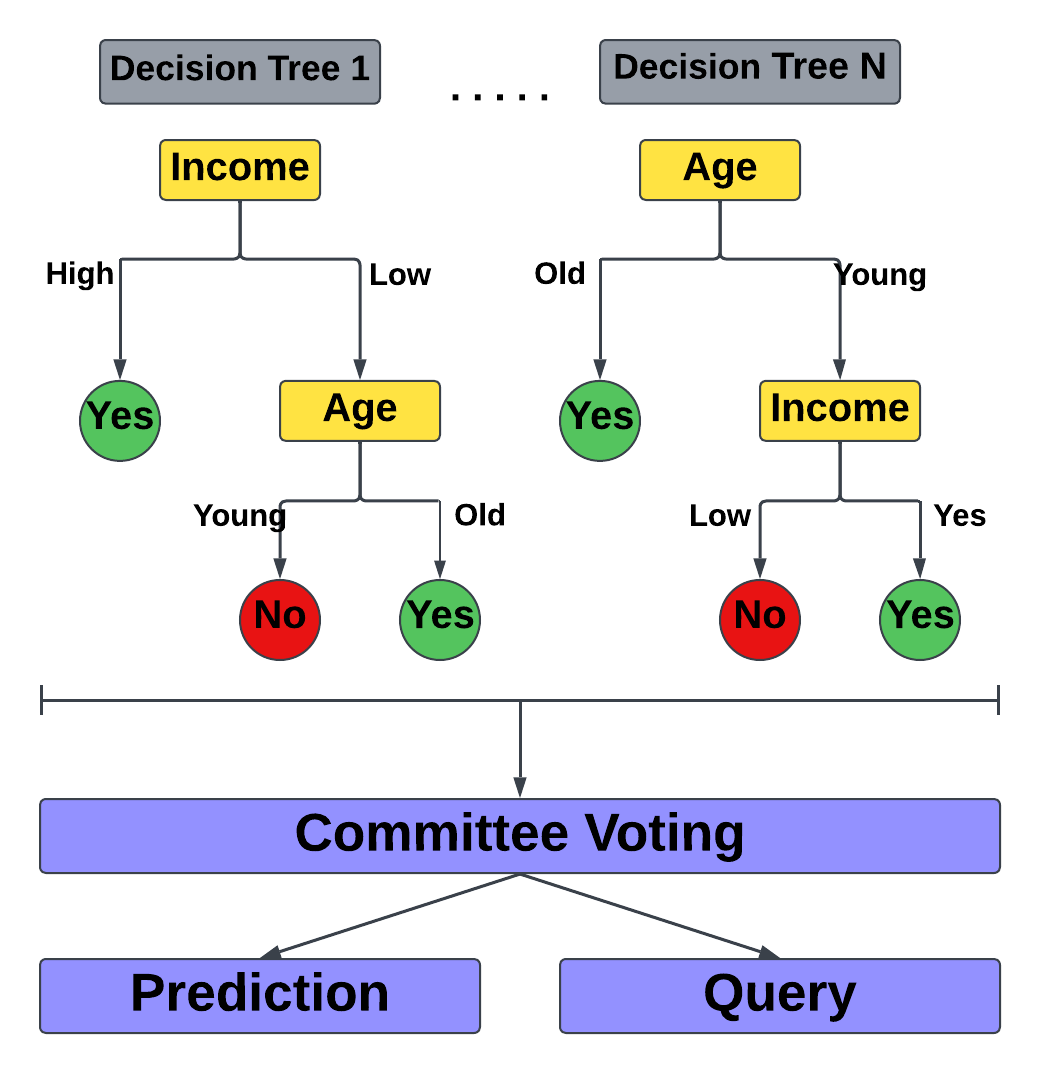 Decision Tree 1
.....
Decision Tree N
Income
Age
High
Low
Old
Young
Yes
Age
Yes
Income
Young
Old
Low
Yes
No
Yes
No
Yes
Committee Voting
Prediction
Query